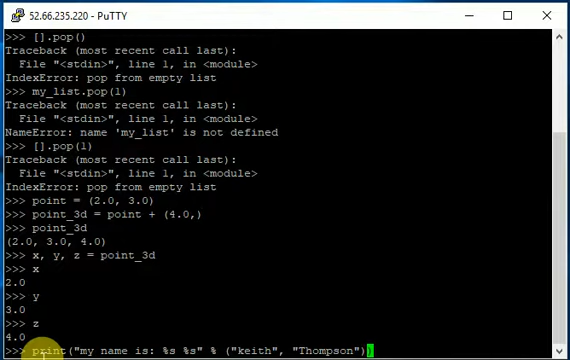 52.66.235.220 - PuTTY
>>> [].pop()
Traceback (most recent call last):
  File "<stdin>", line 1, in <module>
IndexError: pop from empty list
>>> my_list.pop(1)
Traceback (most recent call last):
  File "<stdin>", line 1, in <module>
NameError: name 'my_list' is not defined
>>> [].pop(1)
Traceback (most recent call last):
  File "<stdin>", line 1, in <module>
IndexError: pop from empty list
>>> point = (2.0, 3.0)
>>> point_3d = point + (4.0,)
>>> point_3d
(2.0, 3.0, 4.0)
>>> x, y, z = point_3d
>>> x
2.0
>>> y
3.0
>>> z
4.0
>>> print("my name is: %s %s" % ("keith", "Thompson"))